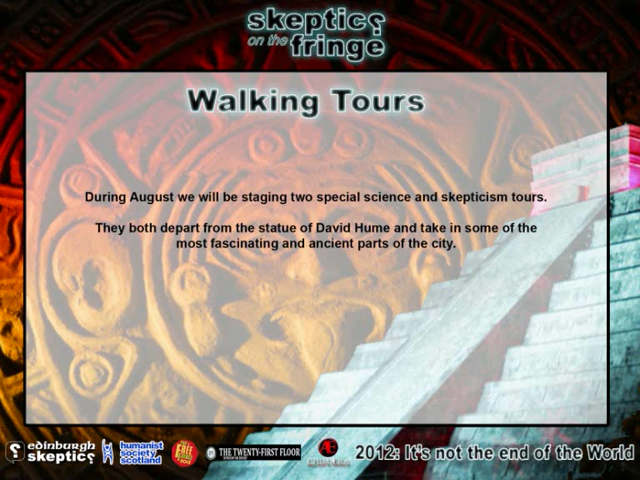 skeptics
on the fringe
Walking Tours
During August we will be staging two special science and skepticism tours.
They both depart from the statue of David Hume and take in some of the
most fascinating and ancient parts of the city.
edinburgh
skeptics
humanist
society
scotland
FREE
THE TWENTY-FIRST FLOOR
2012: It's not the end of the World